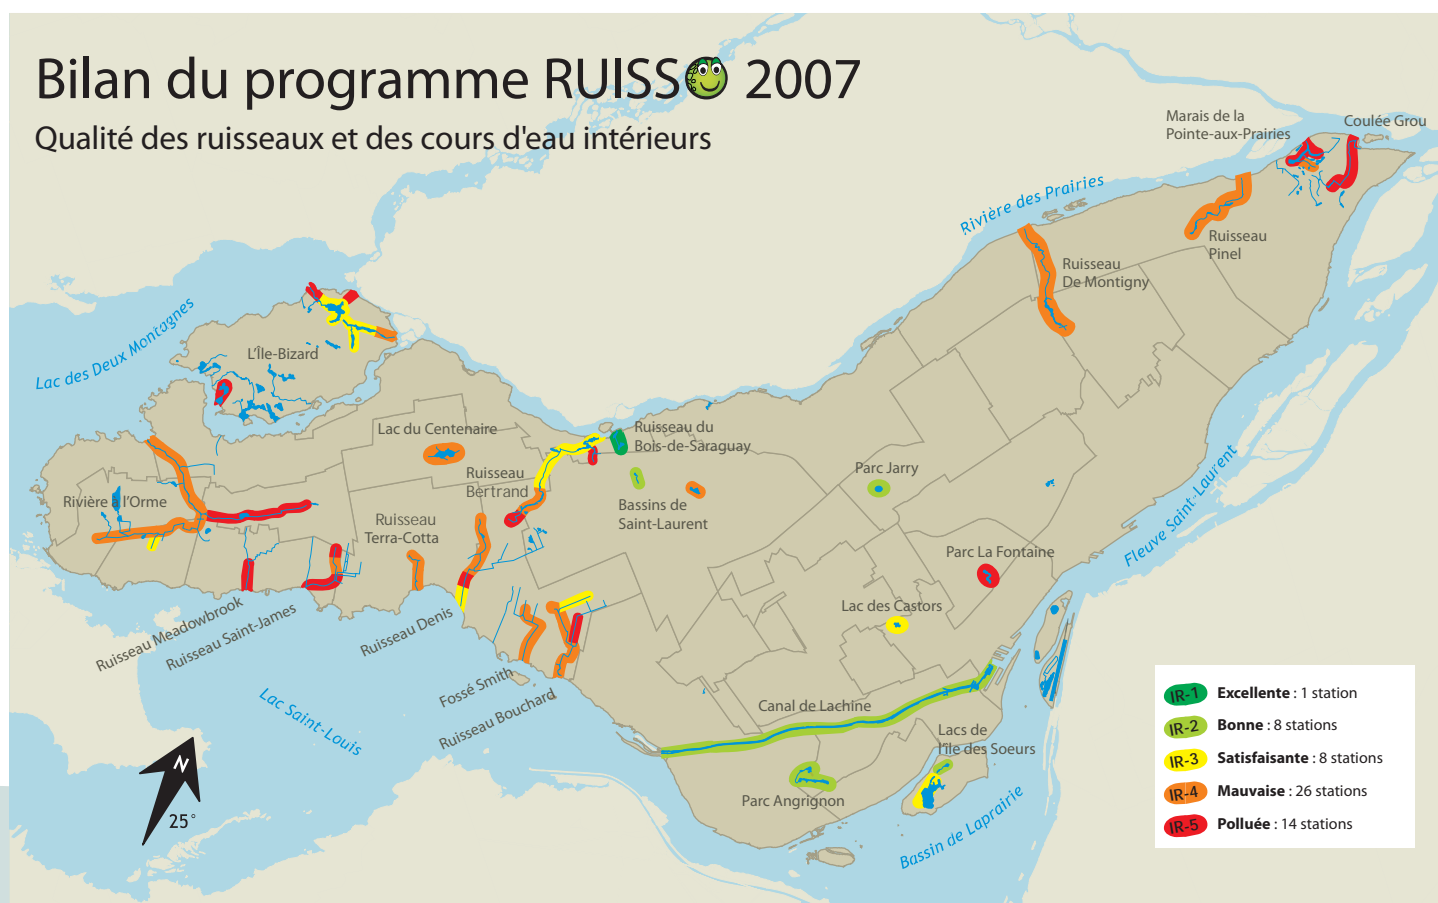 Bilan du programme RUISSO 2007
Qualité des ruisseaux et des cours d'eau intérieurs
Marais de la
Pointe-aux-Prairies
Coulée Grou
Rivière des Prairies
Ruisseau
Pinel
Ruisseau
De Montigny
Lac des Deux Montagnes
L'Île-Bizard
Lac du Centenaire
Ruisseau du
Bois-de-Saraguay
Ruisseau
Bertrand
Parc Jarry
Rivière à l'Orme
Bassins de
Saint-Laurent
Ruisseau
Terra-Cotta
Fleuve Saint-Laurent
Parc La Fontaine
Lac des Castors
Ruisseau Meadowbrook
Ruisseau Saint-James
Ruisseau Denis
Fossé Smith
Ruisseau Bouchard
Lac Saint-Louis
Canal de Lachine
Lacs de
l'île des Soeurs
Parc Angrignon
Bassin de Laprairie
N
25°
IR-1 Excellente : 1 station
IR-2 Bonne : 8 stations
IR-3 Satisfaisante : 8 stations
IR-4 Mauvaise : 26 stations
IR-5 Polluée : 14 stations